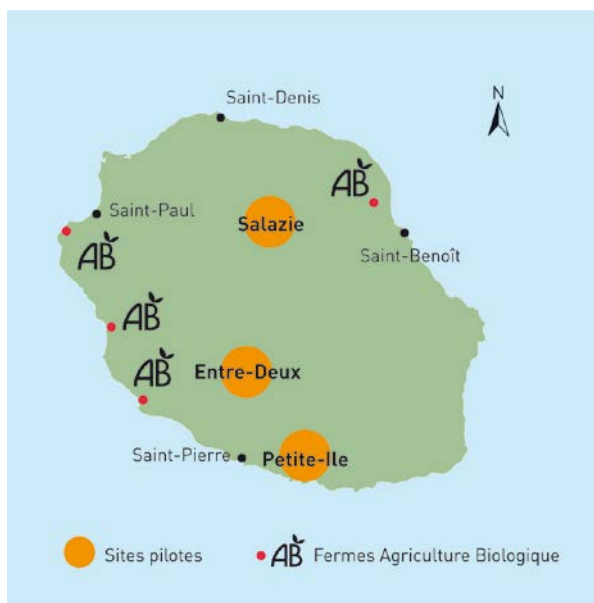 Saint-Denis
N
AB
Saint-Paul
Salazie
Saint-Benoît
AB
AB
AB
Entre-Deux
Saint-Pierre
Petite-Ile
Sites pilotes
AB Fermes Agriculture Biologique